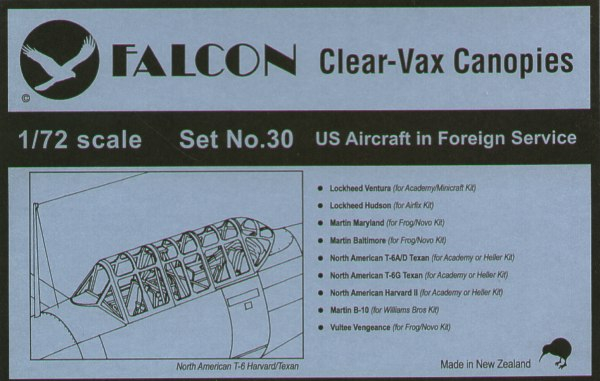 © FALCON Clear-Vax Canopies
1/72 scale Set No.30 US Aircraft in Foreign Service
Lockheed Ventura (for Academy/Minicraft Kit)
Lockheed Hudson (for Airfix Kit)
Martin Maryland (for Frog/Novo Kit)
Martin Baltimore (for Frog/Novo Kit)
North American T-6A/D Texan (for Academy or Heller Kit)
North American T-6G Texan (for Academy or Heller Kit)
North American Harvard II (for Academy or Heller Kit)
Martin B-10 (for Williams Bros Kit)
Vultee Vengeance (for Frog/Novo Kit)
North American T-6 Harvard/Texan
Made in New Zealand